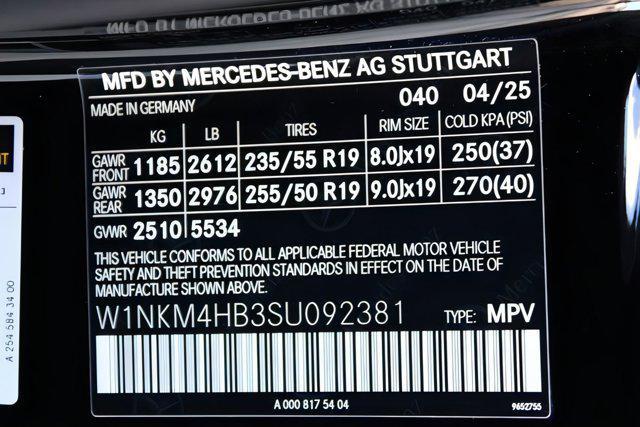 MFD BY MERCEDES-BENZ AG STUTTGART
MADE IN GERMANY 040 04/25
KG LB TIRES RIM SIZE COLD KPA(PSI)
GAWR FRONT 1185 2612 235/55 R19 8.0Jx19 250(37)
GAWR REAR 1350 2976 255/50 R19 9.0Jx19 270(40)
GVWR 2510 5534
THIS VEHICLE CONFORMS TO ALL APPLICABLE FEDERAL MOTOR VEHICLE
SAFETY AND THEFT PREVENTION STANDARDS IN EFFECT ON THE DATE OF
MANUFACTURE SHOWN ABOVE.
W1NKM4HB3SU092381 TYPE: MPV
A 000 817 54 04 9652755
A 254 584 34 00